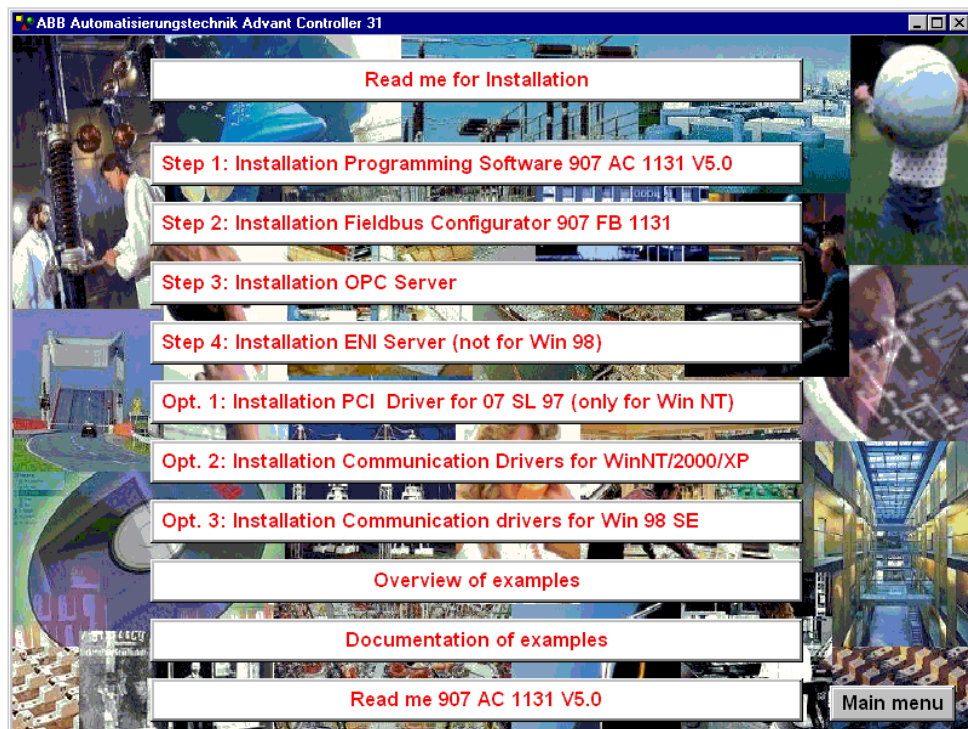 ABB Automatisierungstechnik Advant Controller 31
Read me for Installation
Step 1: Installation Programming Software 907 AC 1131 V5.0
Step 2: Installation Fieldbus Configurator 907 FB 1131
Step 3: Installation OPC Server
Step 4: Installation ENI Server (not for Win 98)
Opt. 1: Installation PCI Driver for 07 SL 97 (only for Win NT)
Opt. 2: Installation Communication Drivers for WinNT/2000/XP
Opt. 3: Installation Communication drivers for Win 98 SE
Overview of examples
Documentation of examples
Read me 907 AC 1131 V5.0
Main menu